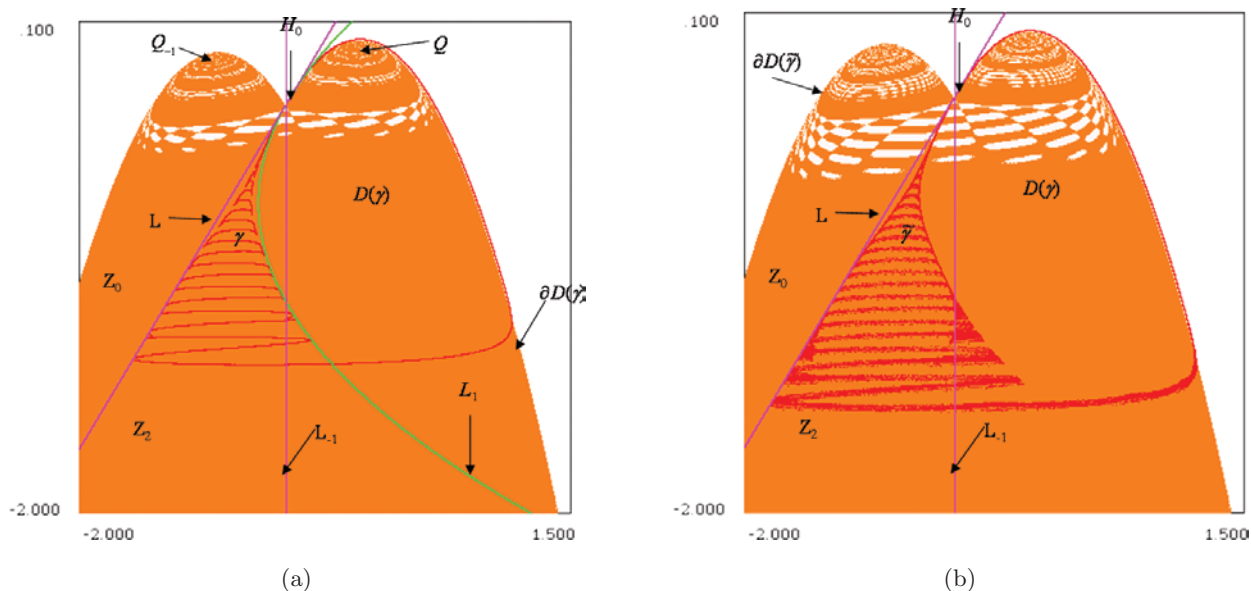 .100
H₀
Q₋₁
Q
D(γ)
L
γ
Z₀
∂D(γ)
L₁
Z₂
L₋₁
-2.000
-2.000
1.500
(a)
.100
H₀
∂D(γ̃)
D(γ)
L
γ̃
Z₀
Z₂
L₋₁
-2.000
-2.000
1.500
(b)